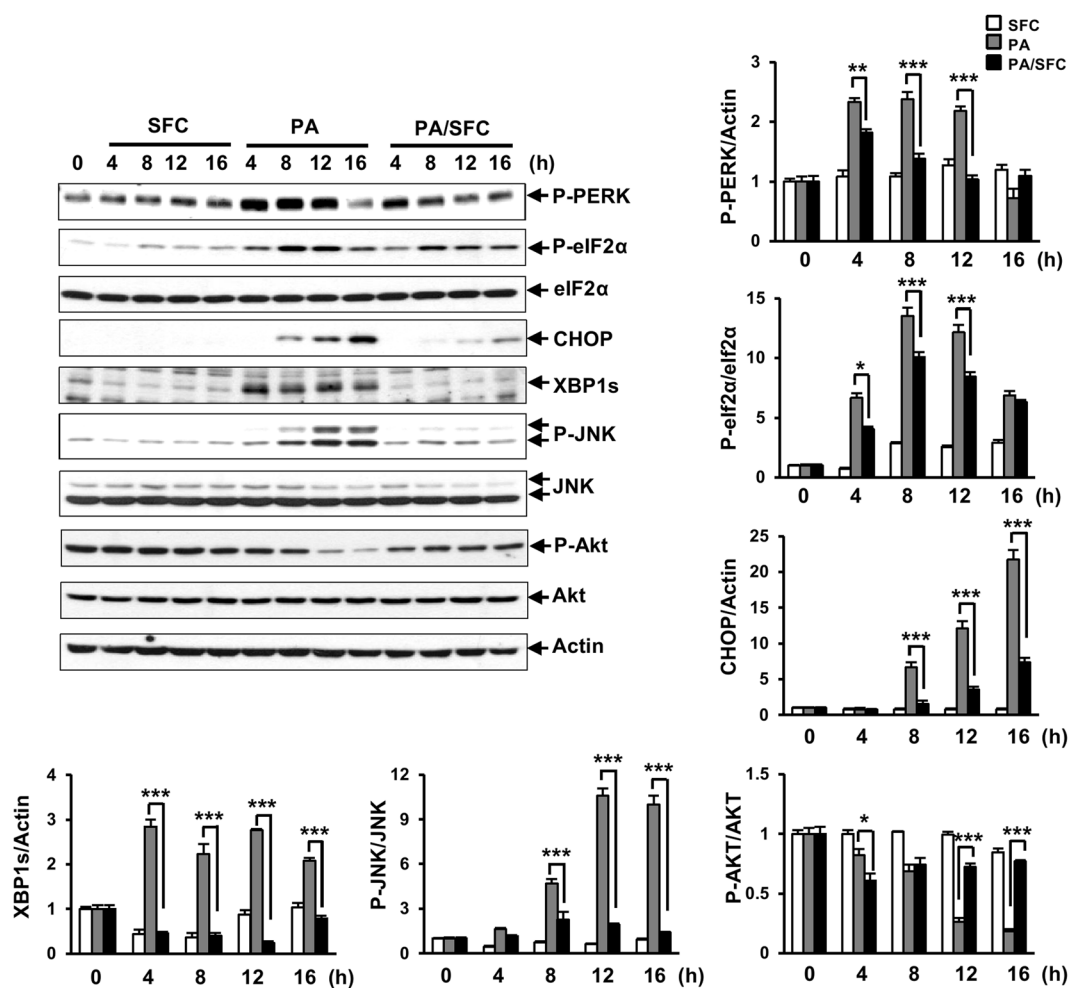 SFC
PA
PA/SFC
SFC PA PA/SFC
0 4 8 12 16 4 8 12 16 4 8 12 16 (h)
P-PERK
P-eIF2α
eIF2α
CHOP
XBP1s
P-JNK
JNK
P-Akt
Akt
Actin
P-PERK/Actin
3
2
1
0
** *** ***
0 4 8 12 16 (h)
P-eIf2α/eIf2α
15
10
5
0
* *** ***
0 4 8 12 16 (h)
CHOP/Actin
25
20
15
10
5
0
*** *** ***
0 4 8 12 16 (h)
XBP1s/Actin
4
3
2
1
0
*** *** *** ***
0 4 8 12 16 (h)
P-JNK/JNK
12
9
6
3
0
*** *** ***
0 4 8 12 16 (h)
P-AKT/AKT
1.5
1
0.5
0
* *** ***
0 4 8 12 16 (h)